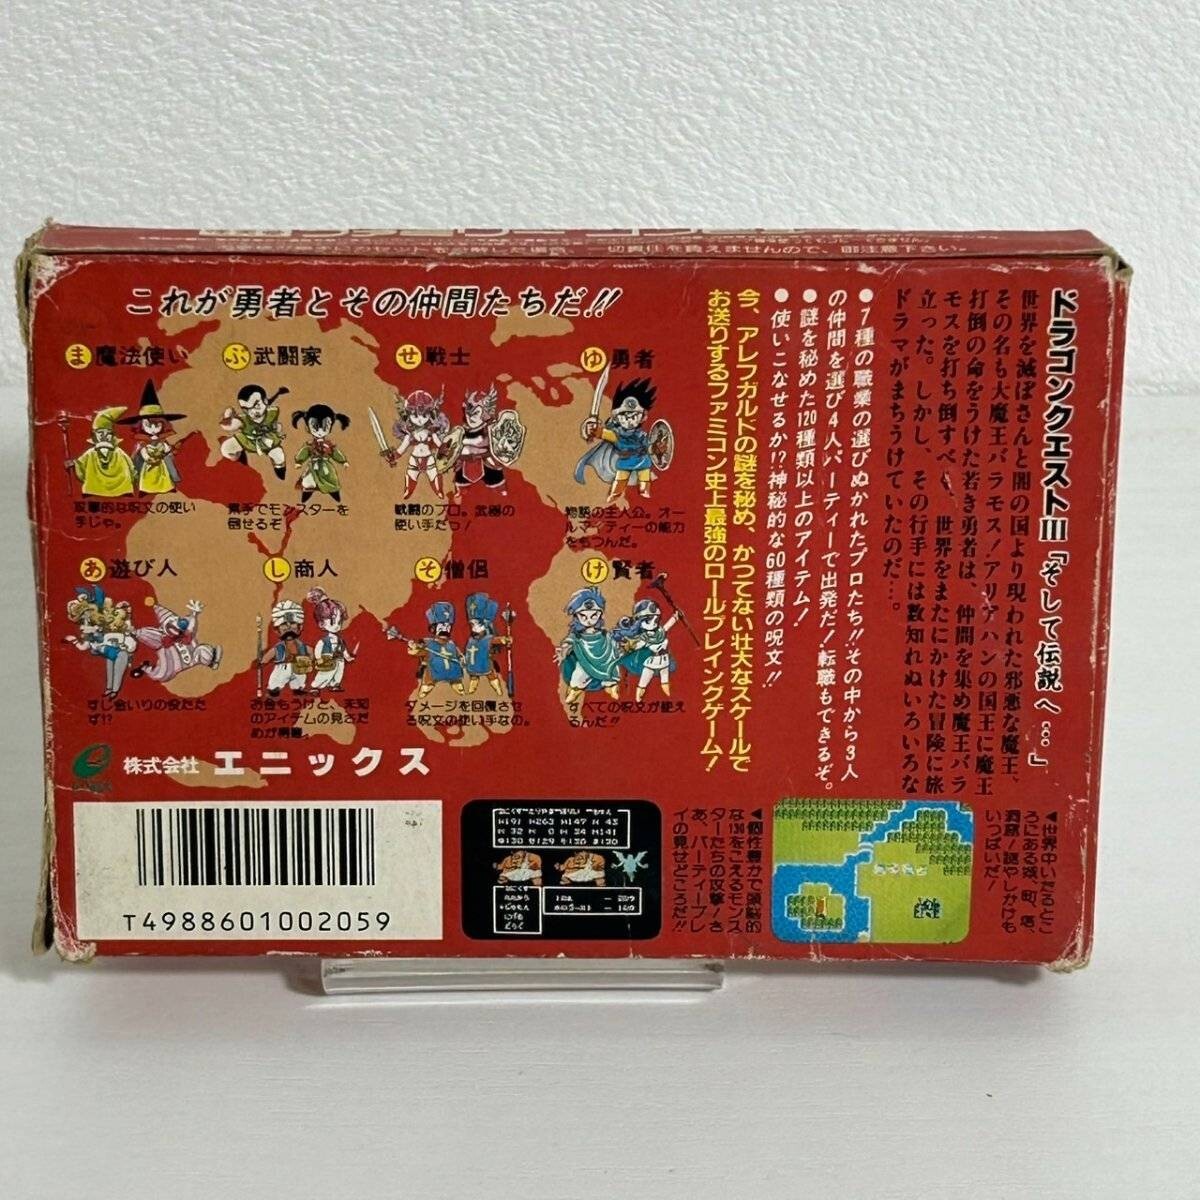 切責任を負えませんので、御注意下さい。
これが勇者とその仲間たちだ!!
ま 魔法使い
攻撃的な呪文の使い
手じゃ。
ぶ 武闘家
素手でモンスターを
倒せるぞ
せ 戦士
戦闘のプロ。武器の
使い手だっ!
ゆ 勇者
物語の主人公。オー
ルマイティーの能力
をもつんだ。
あ 遊び人
すじ金いりの役たた
ず!?
し 商人
お金もうけと、未知
のアイテムの見さだ
めが得意。
そ 僧侶
ダメージを回復させ
る呪文の使い手なの。
け 賢者
すべての呪文が使え
るんだ!!
株式会社 エニックス
T4988601002059
ドラゴンクエストIII「そして伝説へ…」
世界を滅ぼさんと闇の国より現われた邪悪な魔王、
その名も大魔王バラモス!アリアハンの国王に魔王
打倒の命をうけた若き勇者は、仲間を集め魔王バラ
モスを打ち倒すべく、世界をまたにかけた冒険に旅
立った。しかし、その行手には数知れぬいろいろな
ドラマがまちうけていたのだ…。
●7種の職業の選びぬかれたプロたち!!その中から3人
の仲間を選び4人パーティーで出発だ!転職もできるぞ。
●謎を秘めた120種類以上のアイテム!
●使いこなせるか!?神秘的な60種類の呪文!!
今、アレフガルドの謎を秘め、かつてない壮大なスケールで
お送りするファミコン史上最強のロールプレイングゲーム!
◀世界中いたるとこ
ろにある城、町、塔、
洞窟!謎やしかけも
いっぱいだ!
◀個性豊かで頭脳的
な130をこえるモンス
ターたちの攻撃!さ
あ、パーティープレ
イの見せどころだ!!